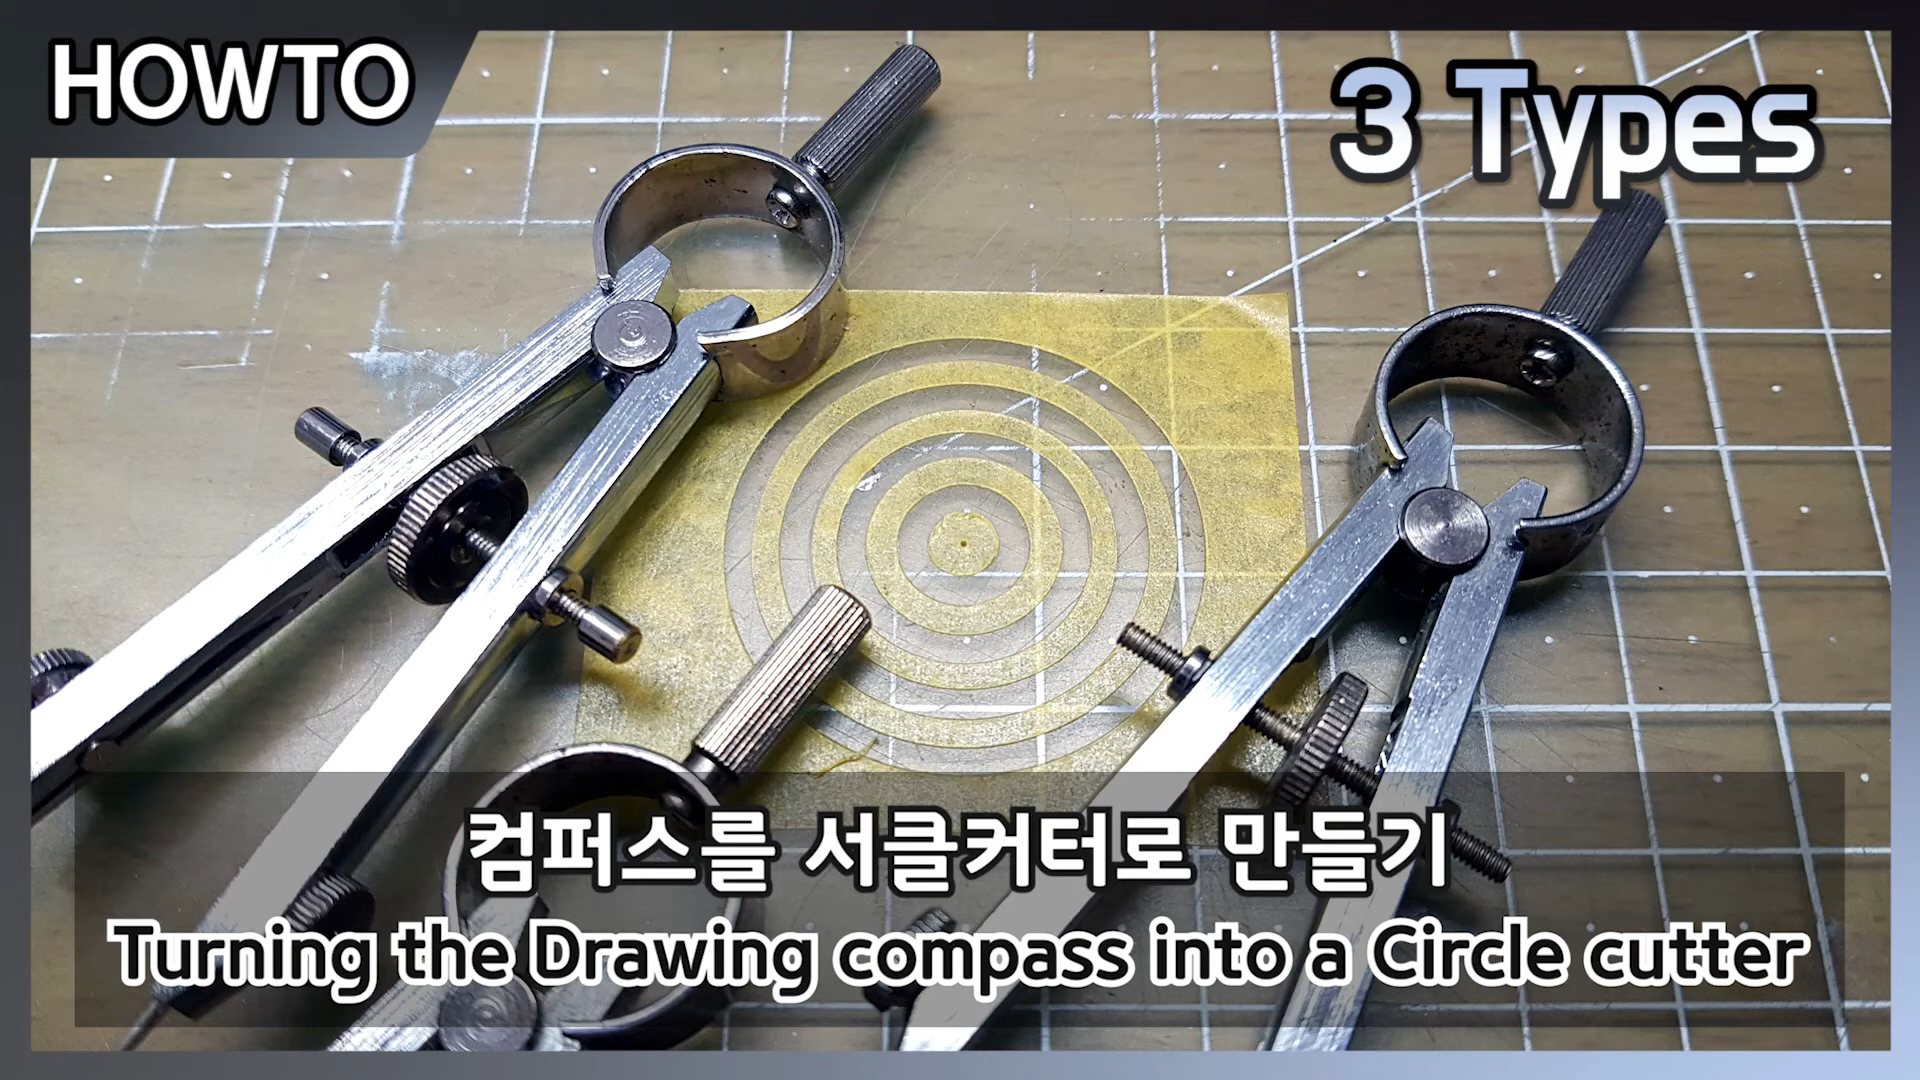 HOWTO
3 Types
컴퍼스를 서클커터로 만들기
Turning the Drawing compass into a Circle cutter